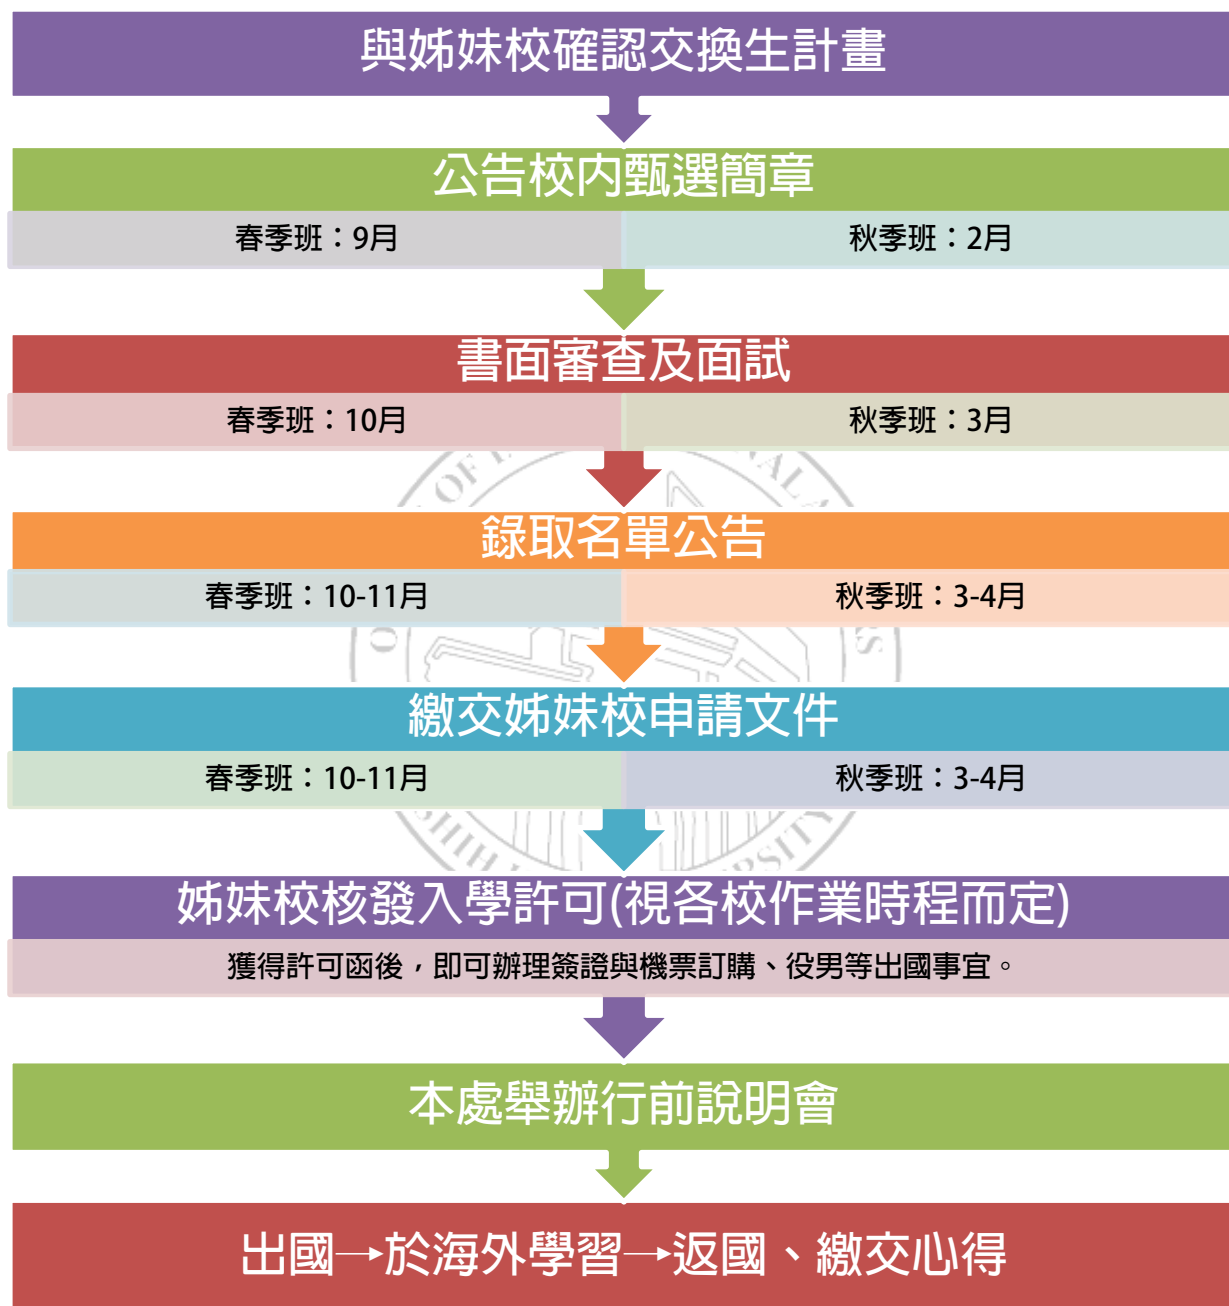 與姊妹校確認交換生計畫
公告校內甄選簡章
春季班：9月
秋季班：2月
書面審查及面試
春季班：10月
秋季班：3月
錄取名單公告
春季班：10-11月
秋季班：3-4月
繳交姊妹校申請文件
春季班：10-11月
秋季班：3-4月
姊妹校核發入學許可(視各校作業時程而定)
獲得許可函後，即可辦理簽證與機票訂購、役男等出國事宜。
本處舉辦行前說明會
出國→於海外學習→返國、繳交心得